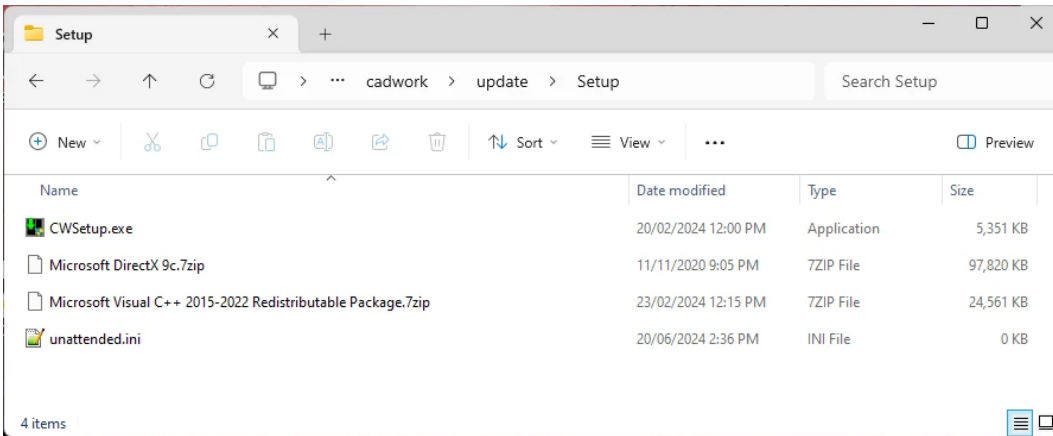 Setup
... cadwork > update > Setup
Search Setup
New
Sort
View
...
Preview
Name Date modified Type Size
CWSetup.exe 20/02/2024 12:00 PM Application 5,351 KB
Microsoft DirectX 9c.7zip 11/11/2020 9:05 PM 7ZIP File 97,820 KB
Microsoft Visual C++ 2015-2022 Redistributable Package.7zip 23/02/2024 12:15 PM 7ZIP File 24,561 KB
unattended.ini 20/06/2024 2:36 PM INI File 0 KB
4 items